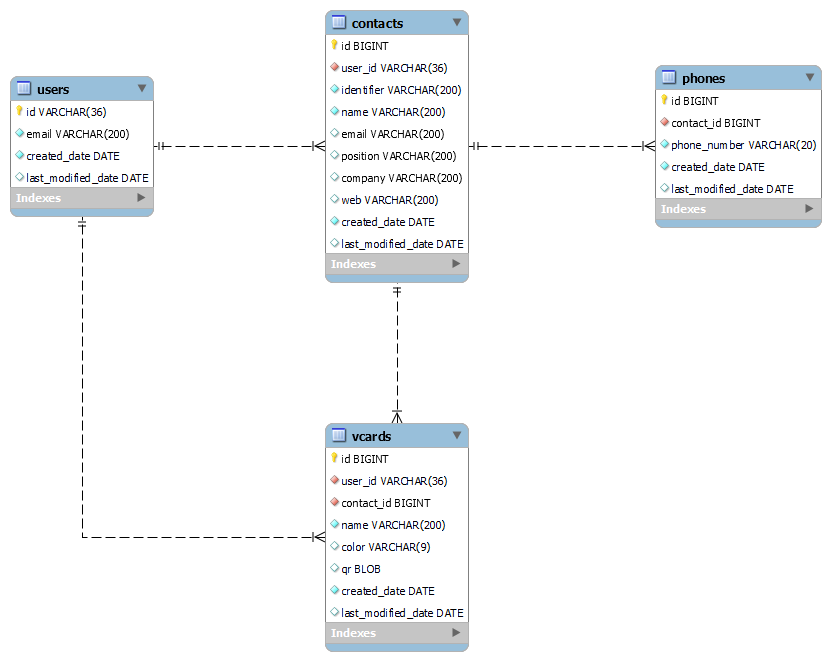 users
id VARCHAR(36)
email VARCHAR(200)
created_date DATE
last_modified_date DATE
Indexes
contacts
id BIGINT
user_id VARCHAR(36)
identifier VARCHAR(200)
name VARCHAR(200)
email VARCHAR(200)
position VARCHAR(200)
company VARCHAR(200)
web VARCHAR(200)
created_date DATE
last_modified_date DATE
Indexes
phones
id BIGINT
contact_id BIGINT
phone_number VARCHAR(20)
created_date DATE
last_modified_date DATE
Indexes
vcards
id BIGINT
user_id VARCHAR(36)
contact_id BIGINT
name VARCHAR(200)
color VARCHAR(9)
qr BLOB
created_date DATE
last_modified_date DATE
Indexes